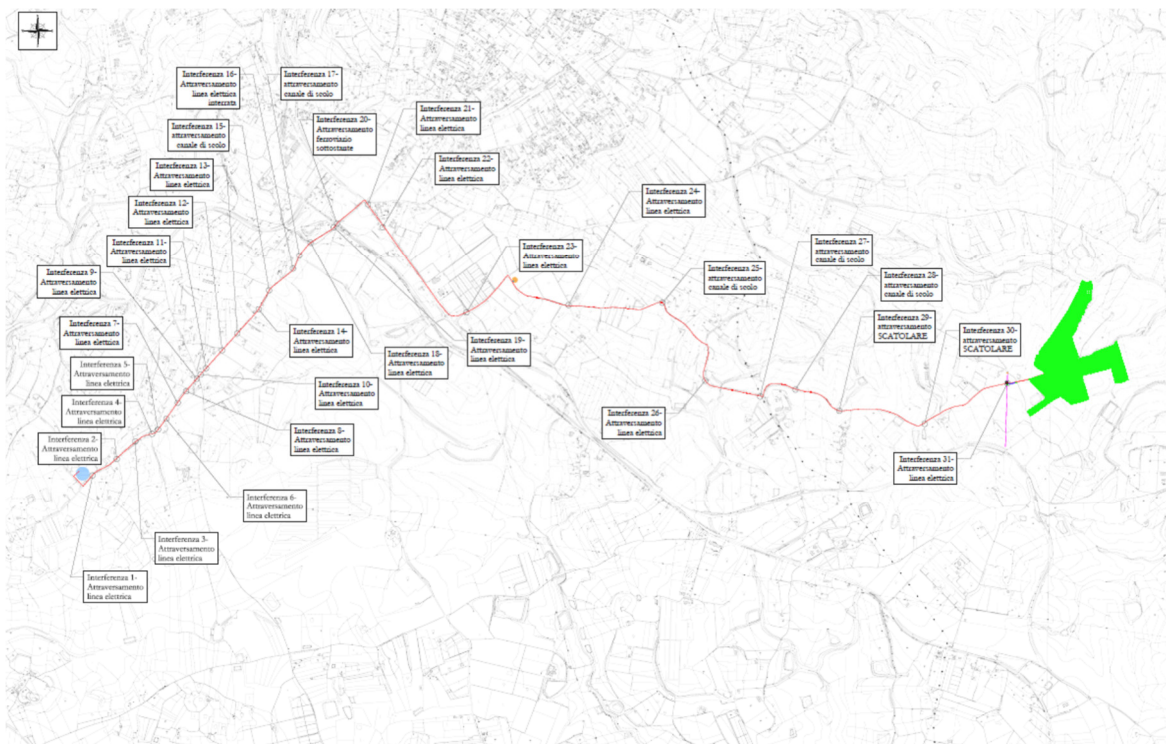 Interferenza 16-
Attraversamento
linea elettrica
interrata
Interferenza 17-
attraversamento
canale di scolo
Interferenza 20-
Attraversamento
ferroviario
sottostante
Interferenza 21-
Attraversamento
linea elettrica
Interferenza 15-
attraversamento
canale di scolo
Interferenza 22-
Attraversamento
linea elettrica
Interferenza 13-
Attraversamento
linea elettrica
Interferenza 24-
Attraversamento
linea elettrica
Interferenza 12-
Attraversamento
linea elettrica
Interferenza 11-
Attraversamento
linea elettrica
Interferenza 23-
Attraversamento
linea elettrica
Interferenza 27-
attraversamento
canale di scolo
Interferenza 9-
Attraversamento
linea elettrica
Interferenza 25-
attraversamento
canale di scolo
Interferenza 28-
attraversamento
canale di scolo
Interferenza 7-
Attraversamento
linea elettrica
Interferenza 14-
Attraversamento
linea elettrica
Interferenza 18-
Attraversamento
linea elettrica
Interferenza 19-
Attraversamento
linea elettrica
Interferenza 29-
attraversamento
SCATOLARE
Interferenza 30-
attraversamento
SCATOLARE
Interferenza 5-
Attraversamento
linea elettrica
Interferenza 10-
Attraversamento
linea elettrica
Interferenza 4-
Attraversamento
linea elettrica
Interferenza 26-
Attraversamento
linea elettrica
Interferenza 8-
Attraversamento
linea elettrica
Interferenza 2-
Attraversamento
linea elettrica
Interferenza 31-
Attraversamento
linea elettrica
Interferenza 6-
Attraversamento
linea elettrica
Interferenza 3-
Attraversamento
linea elettrica
Interferenza 1-
Attraversamento
linea elettrica